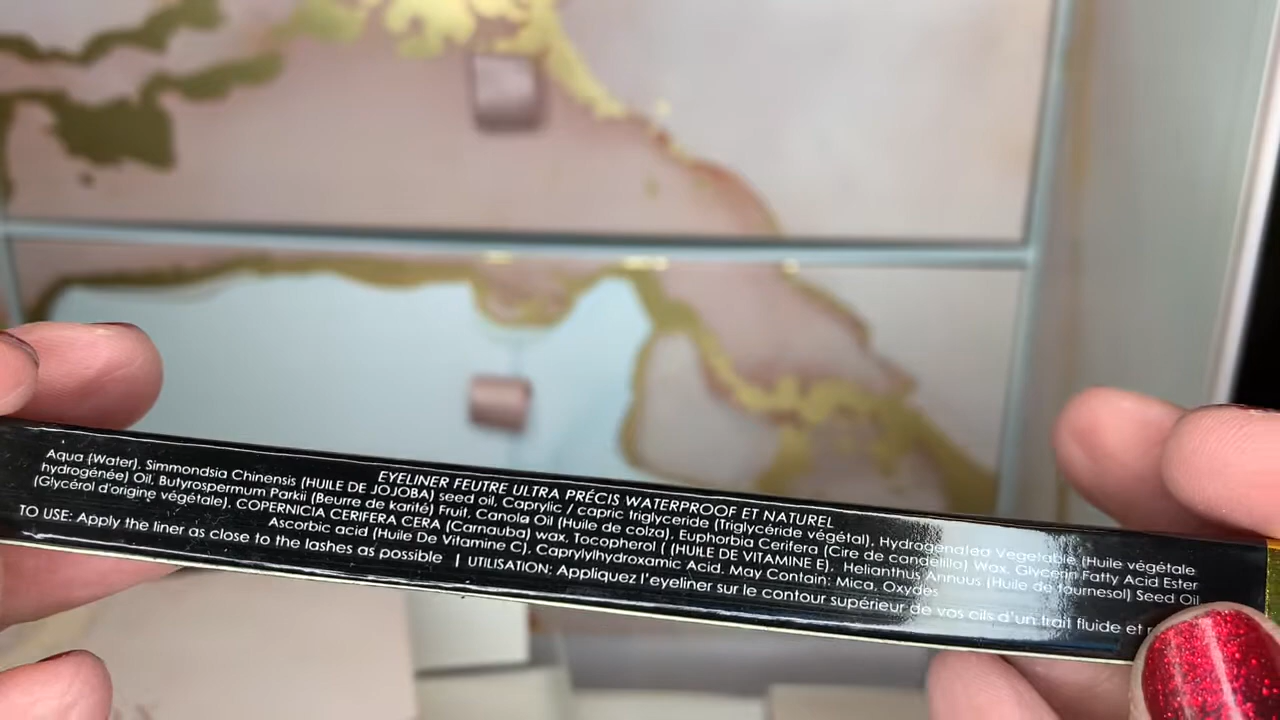 EYELINER FEUTRE ULTRA PRÉCIS WATERPROOF ET NATUREL
Aqua (Water), Simmondsia Chinensis (HUILE DE JOJOBA) seed oil, Caprylic / capric triglyceride (Triglycéride végétal), Hydrogenated Vegetable (Huile végétale
hydrogénée) Oil, Butyrospermum Parkii (Beurre de karité) Fruit, Canola Oil (Huile de colza), Euphorbia Cerifera (Cire de candelilla) Wax, Glycerin Fatty Acid Ester
(Glycérol d'origine végétale), COPERNICIA CERIFERA CERA (Carnauba) wax, Tocopherol ( (HUILE DE VITAMINE E), Helianthus Annuus (Huile de tournesol) Seed Oil
Ascorbic acid (Huile De Vitamine C), Caprylylhydroxamic Acid. May Contain: Mica, Oxydes
TO USE: Apply the liner as close to the lashes as possible | UTILISATION: Appliquez l'eyeliner sur le contour supérieur de vos cils d'un trait fluide et